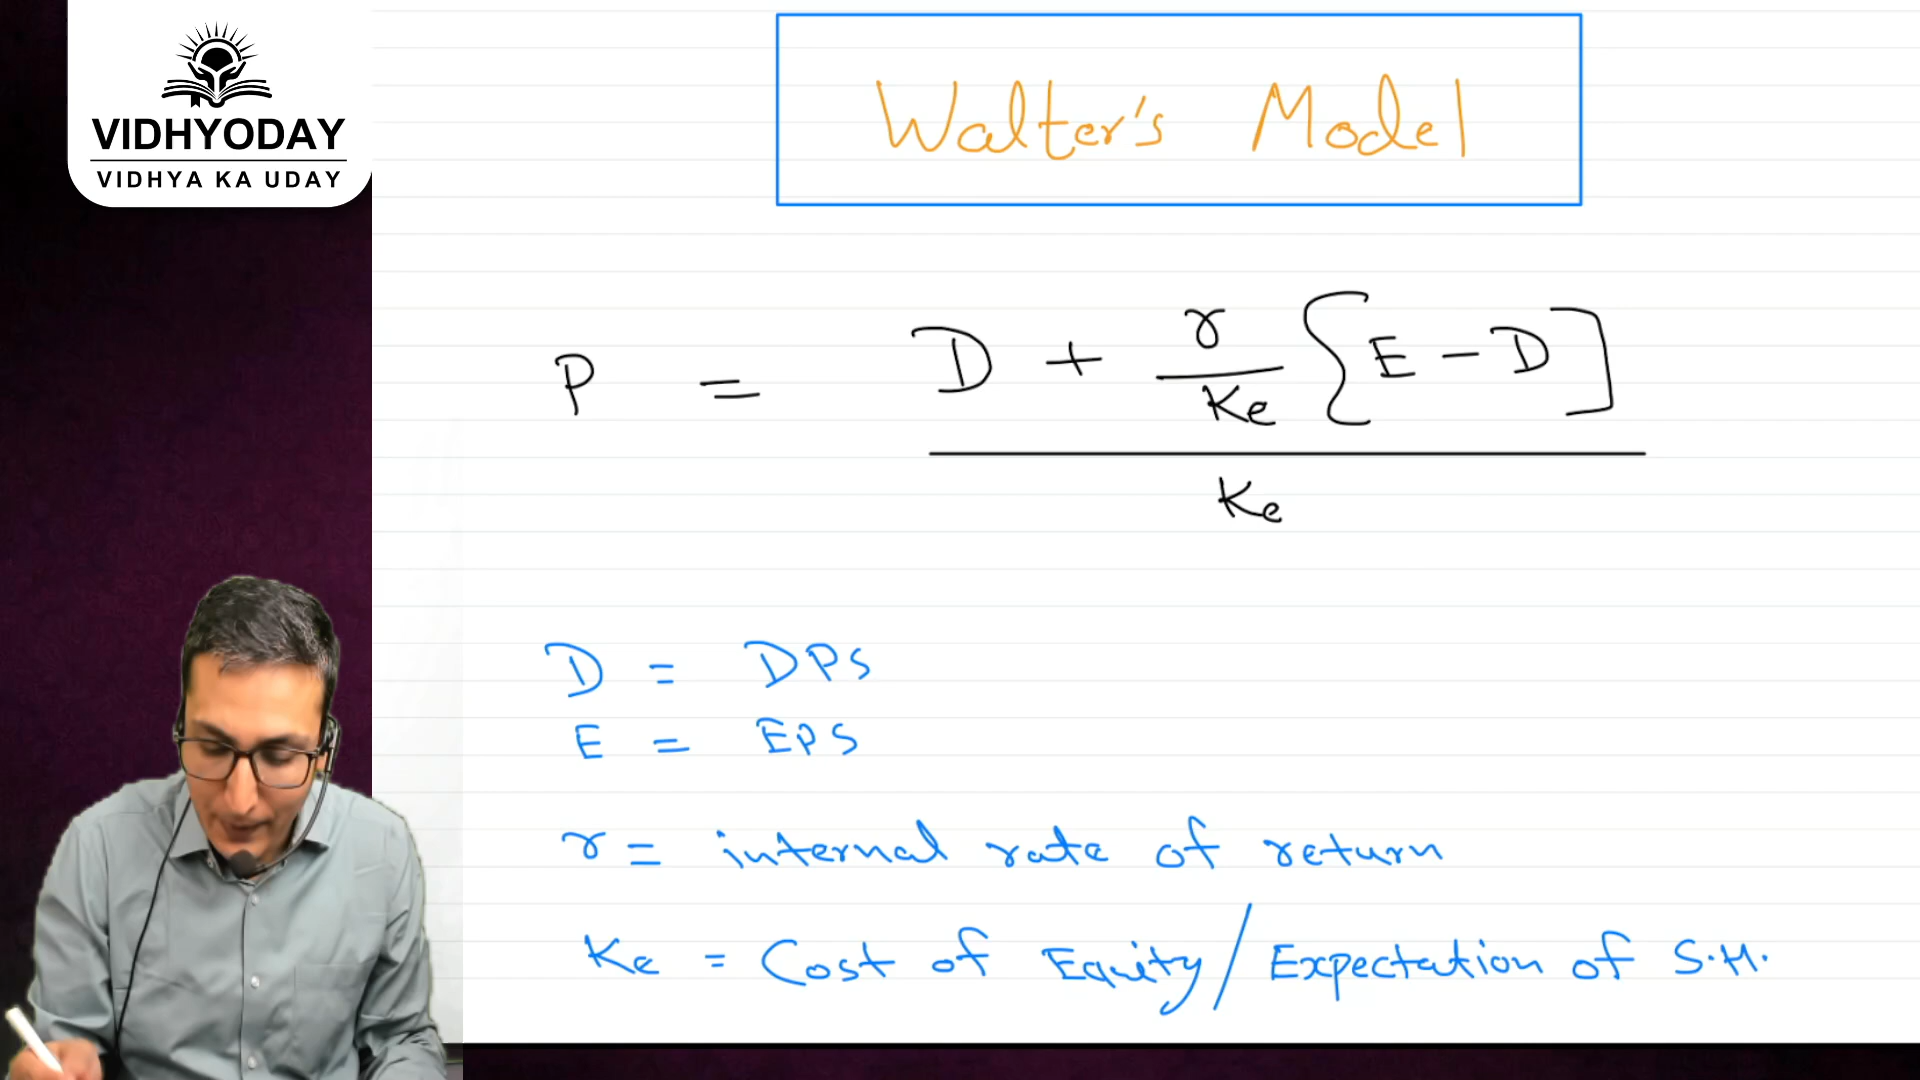 VIDHYODAY
VIDHYA KA UDAY
Walter's Model
P = D + r/Ke [E - D] / Ke
D = DPS
E = EPS
r = internal rate of return
Ke = Cost of Equity / Expectation of S.H.